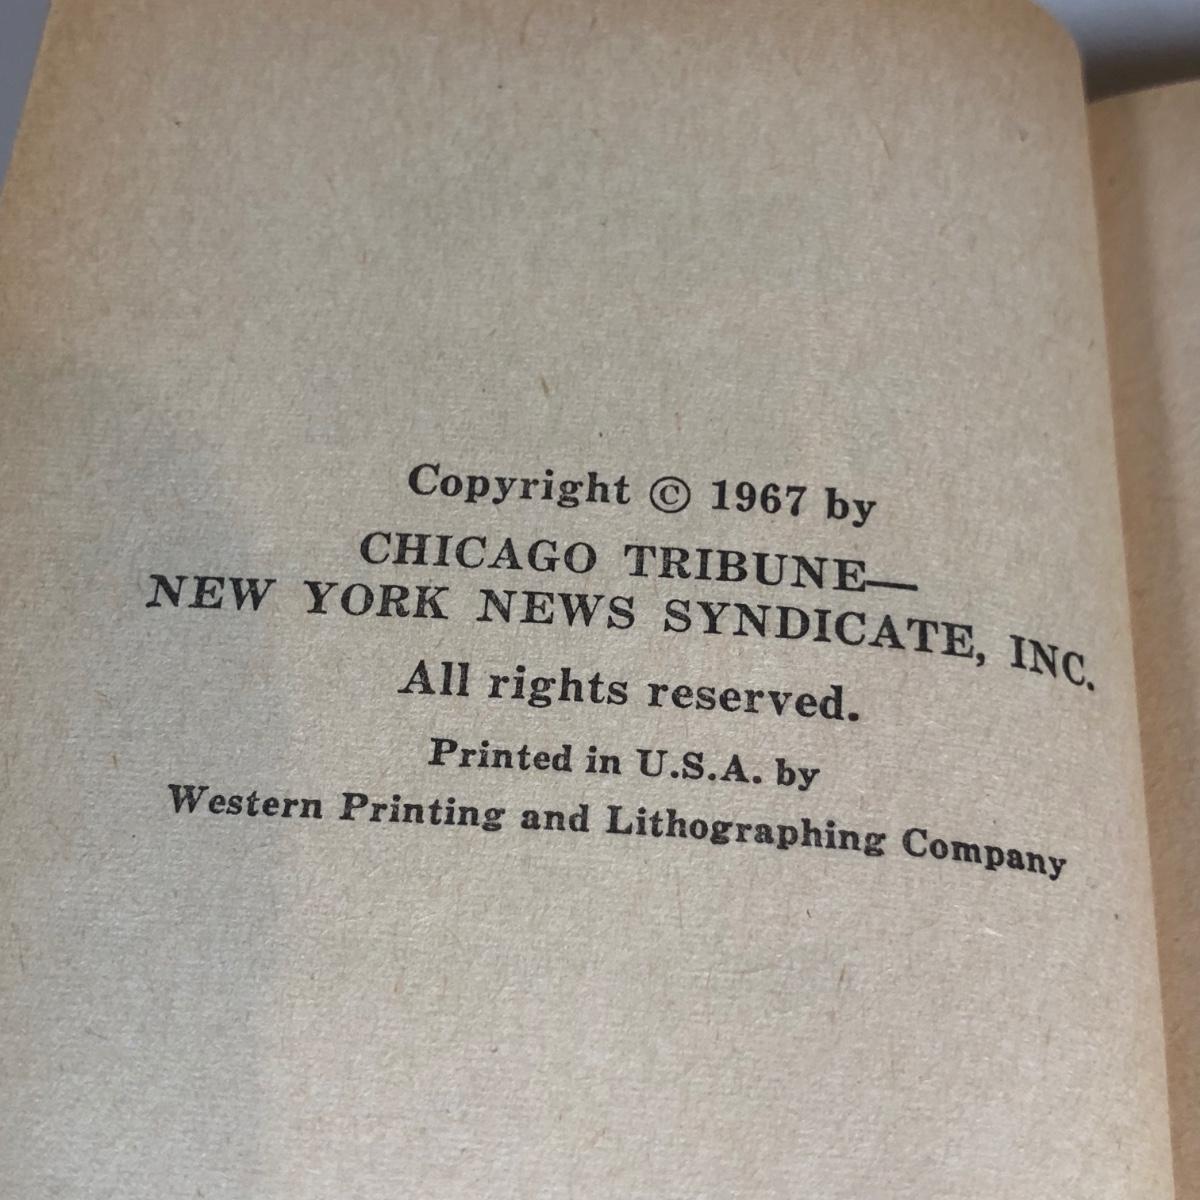 Copyright © 1967 by
CHICAGO TRIBUNE—
NEW YORK NEWS SYNDICATE, INC.
All rights reserved.
Printed in U.S.A. by
Western Printing and Lithographing Company